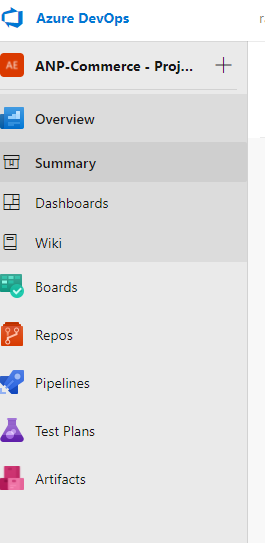 Azure DevOps
AE ANP-Commerce - Proj...
Overview
Summary
Dashboards
Wiki
Boards
Repos
Pipelines
Test Plans
Artifacts